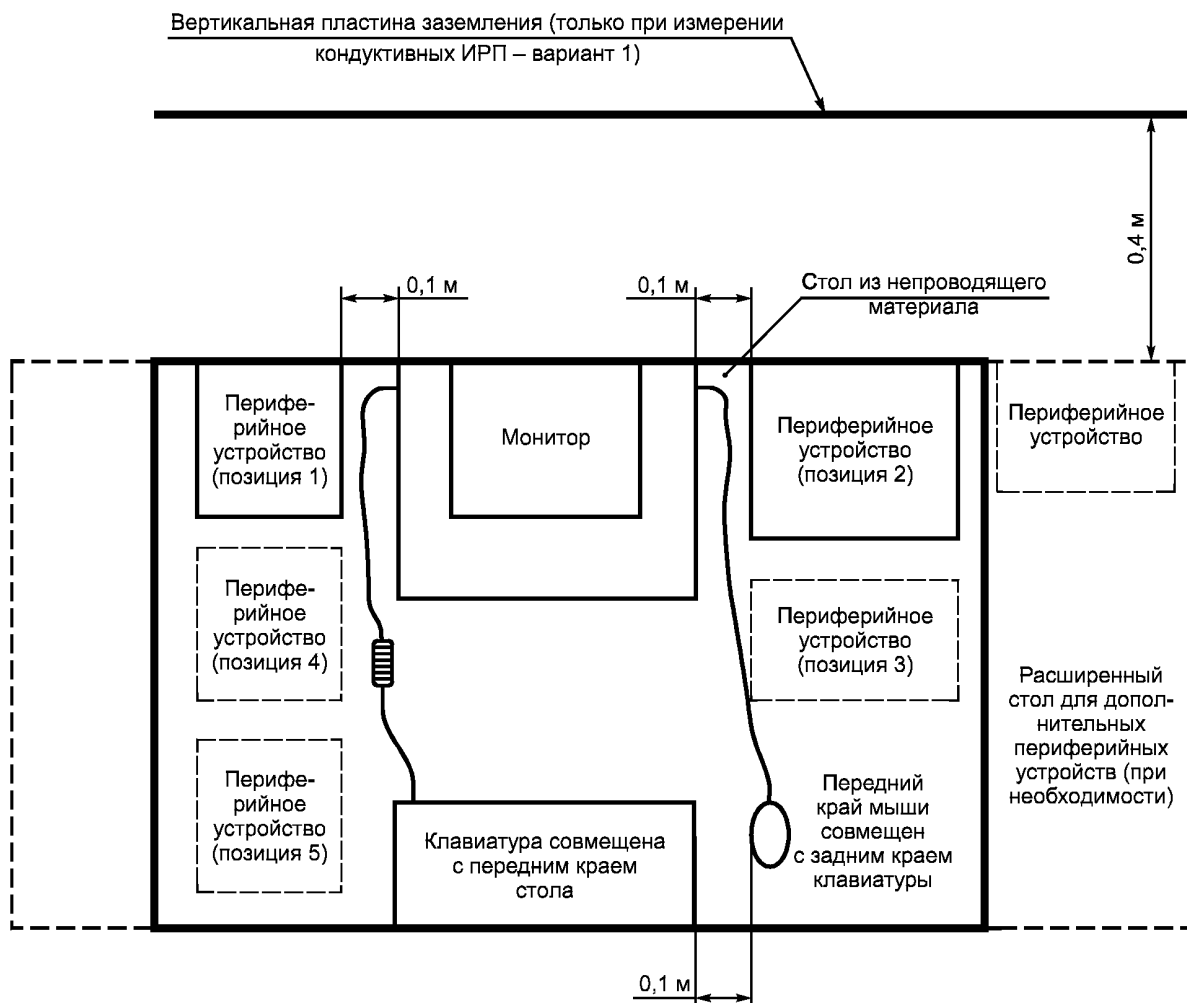 Вертикальная пластина заземления (только при измерении
кондуктивных ИРП – вариант 1)
0,4 м
0,1 м
0,1 м
Стол из непроводящего
материала
Перифе-
рийное
устройство
(позиция 1)
Монитор
Периферийное
устройство
(позиция 2)
Периферийное
устройство
Перифе-
рийное
устройство
(позиция 4)
Периферийное
устройство
(позиция 3)
Расширенный
стол для допол-
нительных
периферийных
устройств (при
необходимости)
Перифе-
рийное
устройство
(позиция 5)
Клавиатура совмещена
с передним краем
стола
Передний
край мыши
совмещен
с задним краем
клавиатуры
0,1 м